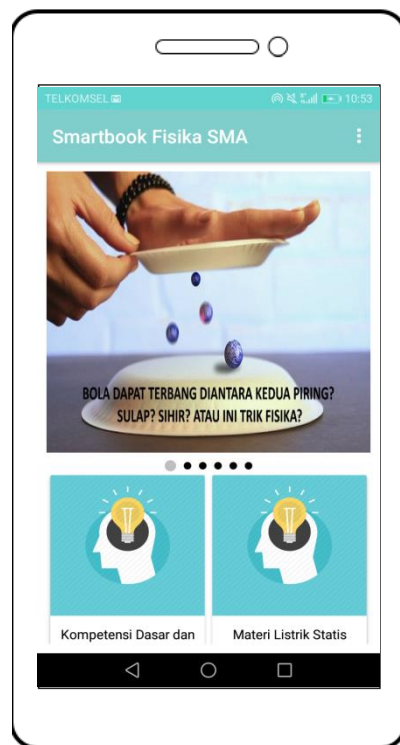 TELKOMSEL
10:53
Smartbook Fisika SMA
BOLA DAPAT TERBANG DIANTARA KEDUA PIRING?
SULAP? SIHIR? ATAU INI TRIK FISIKA?
Kompetensi Dasar dan
Materi Listrik Statis